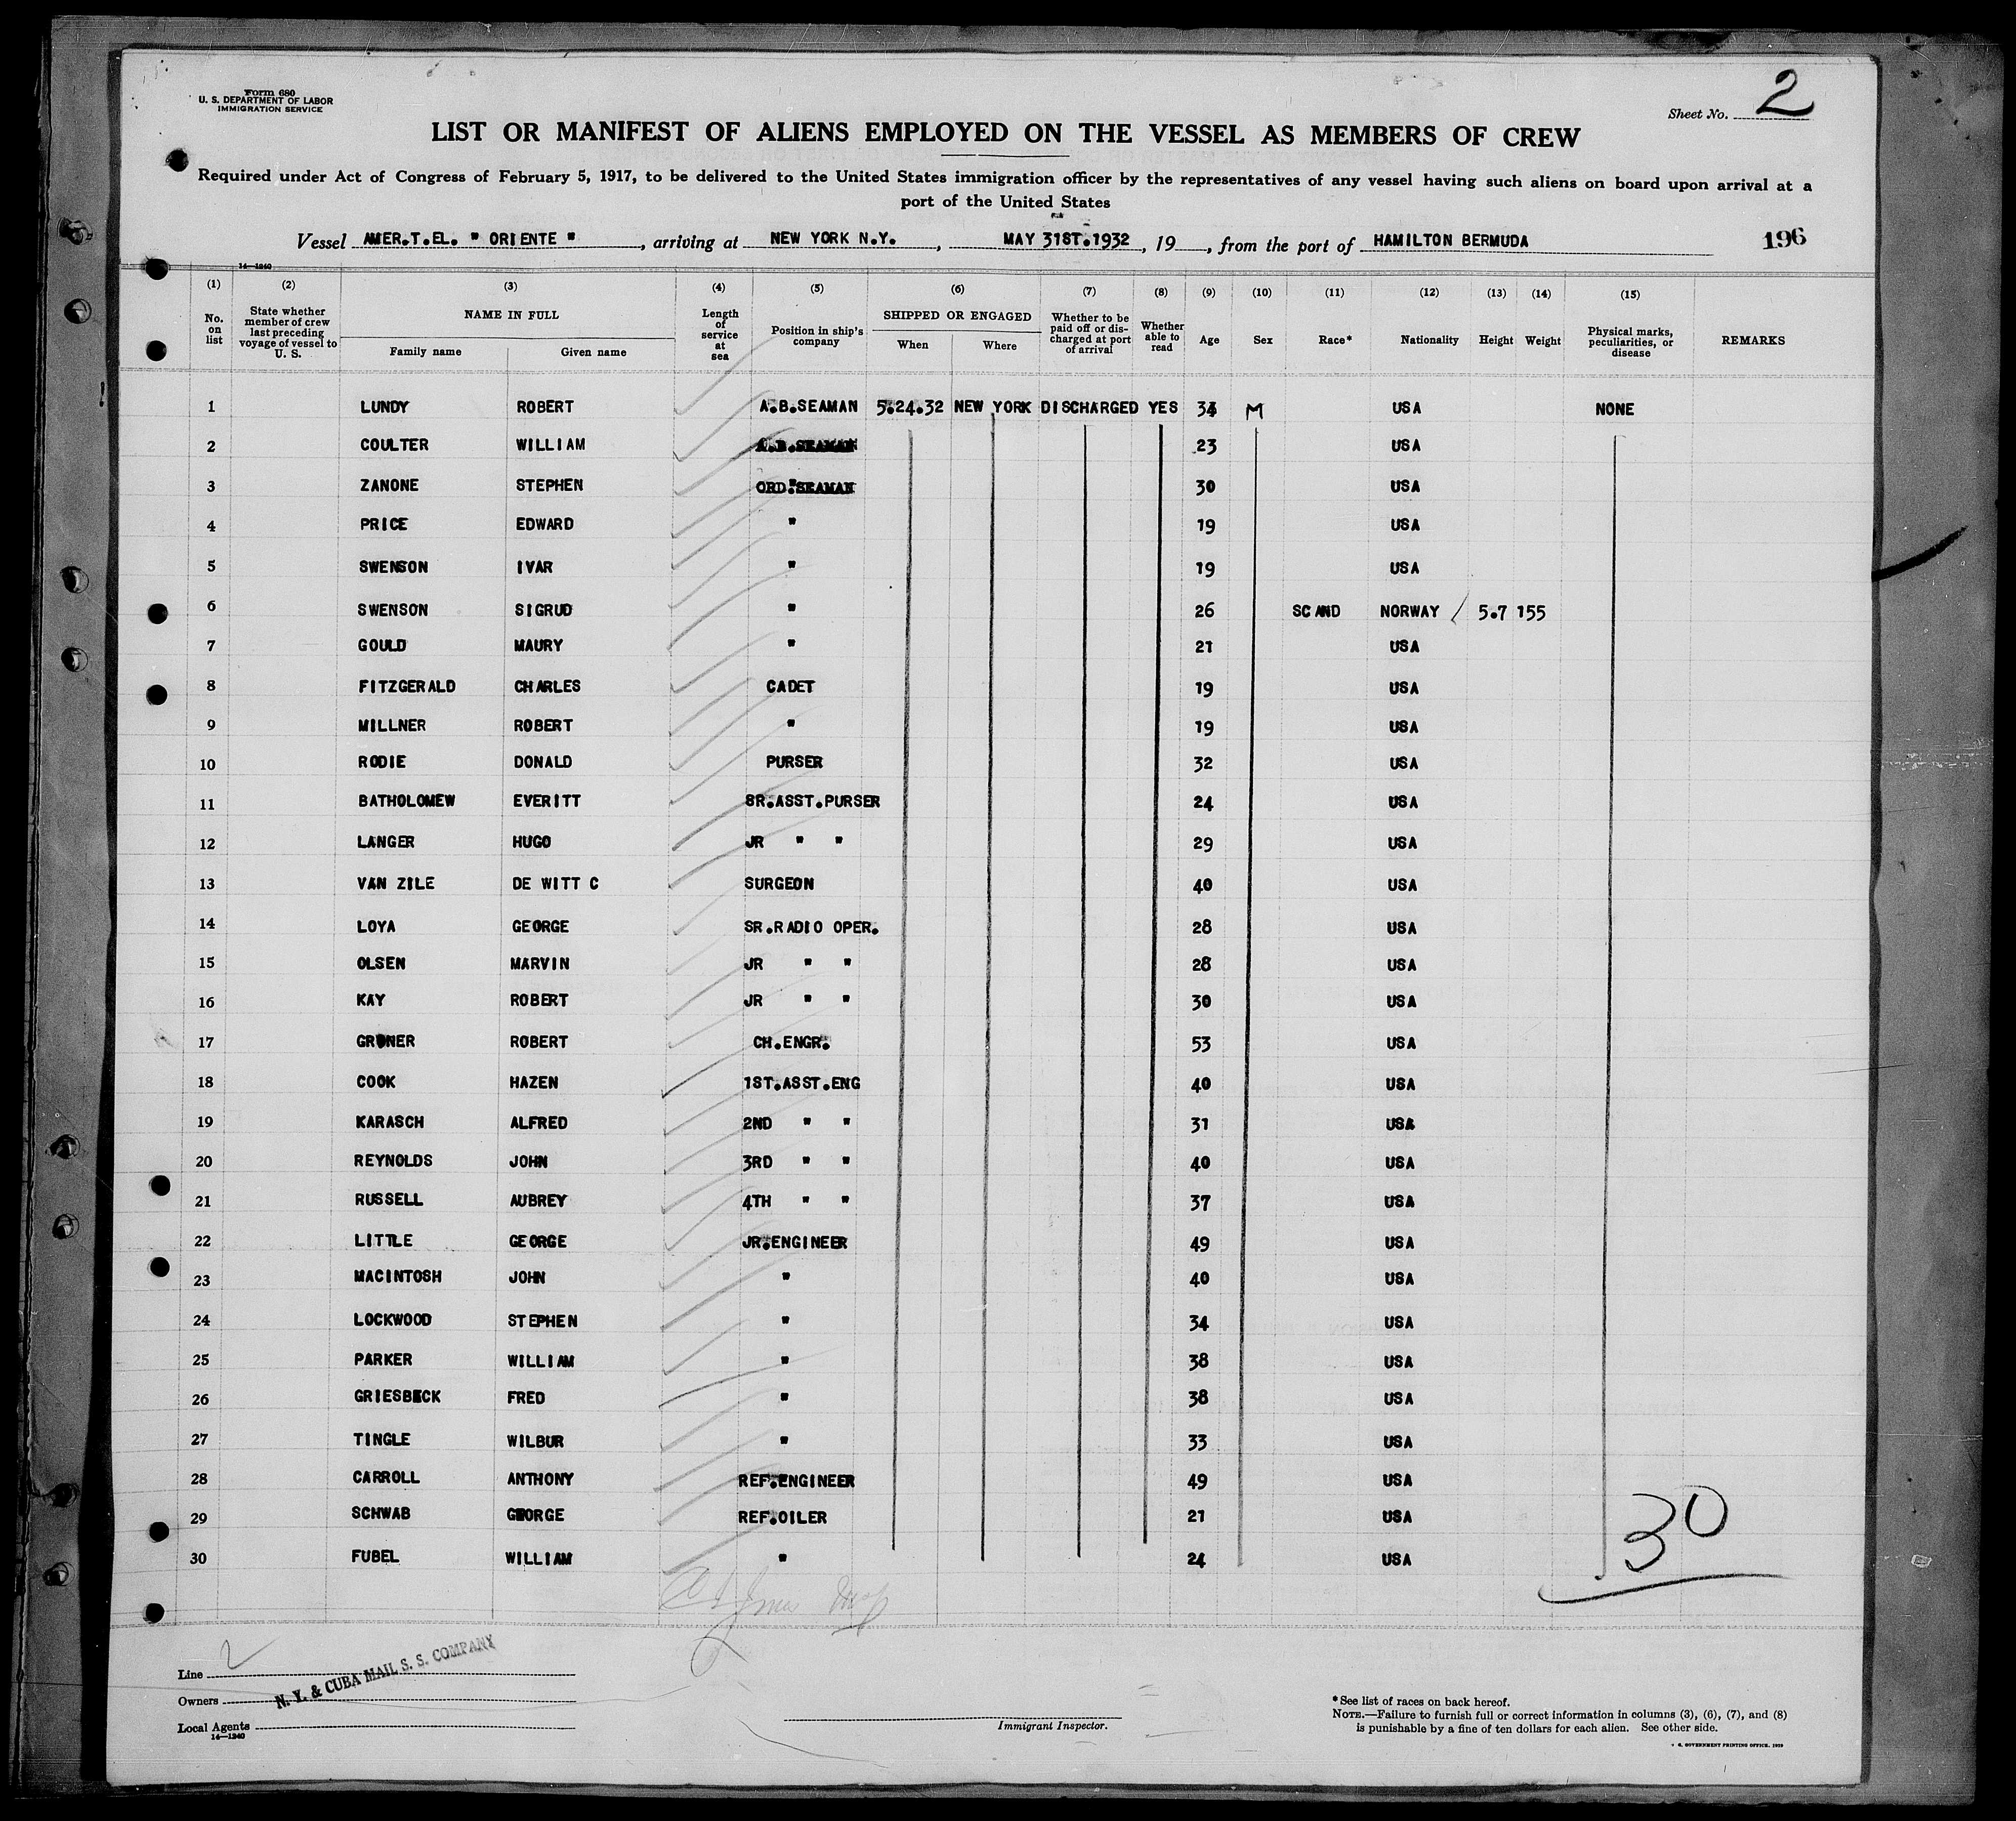 Form 680
U. S. DEPARTMENT OF LABOR
IMMIGRATION SERVICE
Sheet No. 2
LIST OR MANIFEST OF ALIENS EMPLOYED ON THE VESSEL AS MEMBERS OF CREW
Required under Act of Congress of February 5, 1917, to be delivered to the United States immigration officer by the representatives of any vessel having such aliens on board upon arrival at a
port of the United States
Vessel AMER.T.EL. " ORIENTE " , arriving at NEW YORK N.Y. , MAY 31ST.1932 , 19 , from the port of HAMILTON BERMUDA 196
14—1240
(1) (2) (3) (4) (5) (6) (7) (8) (9) (10) (11) (12) (13) (14) (15)
No. on list State whether member of crew last preceding voyage of vessel to U. S. NAME IN FULL Family name Given name Length of service at sea Position in ship's company SHIPPED OR ENGAGED When Where Whether to be paid off or discharged at port of arrival Whether able to read Age Sex Race* Nationality Height Weight Physical marks, peculiarities, or disease REMARKS
1 LUNDY ROBERT A.B.SEAMAN 5.24.32 NEW YORK DISCHARGED YES 34 M USA NONE
2 COULTER WILLIAM A.B.SEAMAN 23 USA
3 ZANONE STEPHEN ORD.SEAMAN 30 USA
4 PRICE EDWARD " 19 USA
5 SWENSON IVAR " 19 USA
6 SWENSON SIGRUD " 26 SCAND NORWAY / 5.7 155
7 GOULD MAURY " 21 USA
8 FITZGERALD CHARLES CADET 19 USA
9 MILLNER ROBERT " 19 USA
10 RODIE DONALD PURSER 32 USA
11 BATHOLOMEW EVERITT SR.ASST.PURSER 24 USA
12 LANGER HUGO JR " " 29 USA
13 VAN ZILE DE WITT C SURGEON 40 USA
14 LOYA GEORGE SR.RADIO OPER. 28 USA
15 OLSEN MARVIN JR " " 28 USA
16 KAY ROBERT JR " " 30 USA
17 GRONER ROBERT CH.ENGR. 53 USA
18 COOK HAZEN 1ST.ASST.ENG 40 USA
19 KARASCH ALFRED 2ND " " 31 USA
20 REYNOLDS JOHN 3RD " " 40 USA
21 RUSSELL AUBREY 4TH " " 37 USA
22 LITTLE GEORGE JR.ENGINEER 49 USA
23 MACINTOSH JOHN " 40 USA
24 LOCKWOOD STEPHEN " 34 USA
25 PARKER WILLIAM " 38 USA
26 GRIESBECK FRED " 38 USA
27 TINGLE WILBUR " 33 USA
28 CARROLL ANTHONY REF.ENGINEER 49 USA
29 SCHWAB GEORGE REF.OILER 21 USA
30 FUBEL WILLIAM " 24 USA
30
Line 2
Owners N. Y. & CUBA MAIL S. S. COMPANY
Local Agents
14—1240
Immigrant Inspector.
*See list of races on back hereof.
NOTE.—Failure to furnish full or correct information in columns (3), (6), (7), and (8)
is punishable by a fine of ten dollars for each alien. See other side.
GOVERNMENT PRINTING OFFICE. 1929